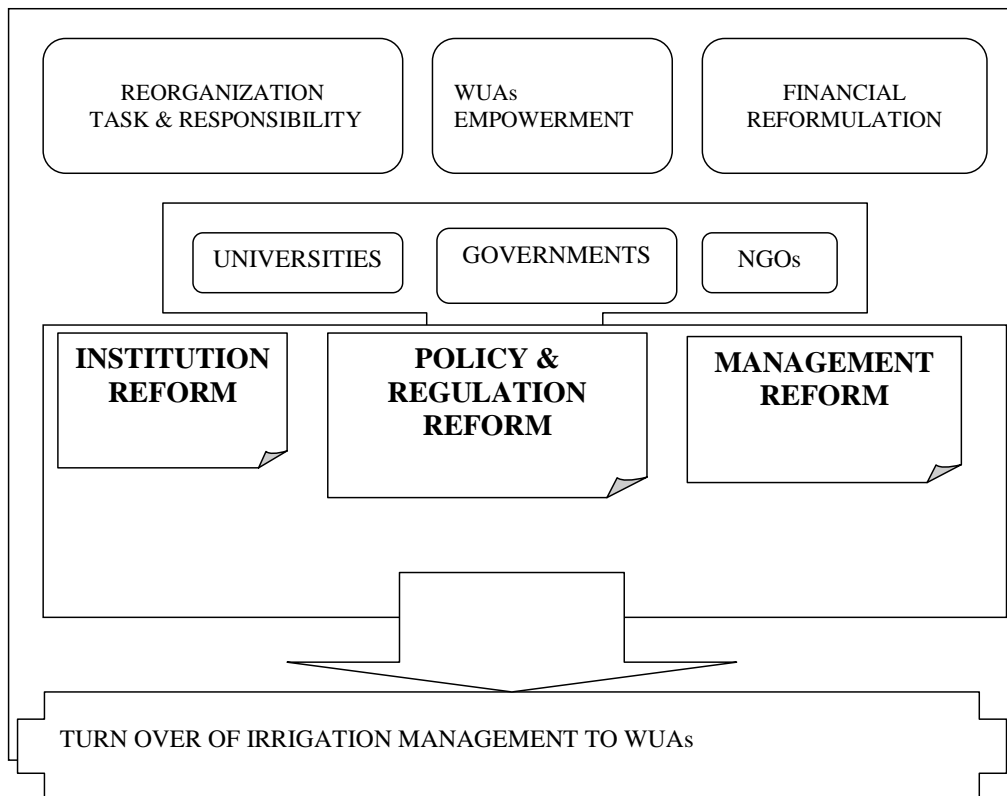 REORGANIZATION
TASK & RESPONSIBILITY
WUAs
EMPOWERMENT
FINANCIAL
REFORMULATION
UNIVERSITIES
GOVERNMENTS
NGOs
INSTITUTION
REFORM
POLICY &
REGULATION
REFORM
MANAGEMENT
REFORM
TURN OVER OF IRRIGATION MANAGEMENT TO WUAs